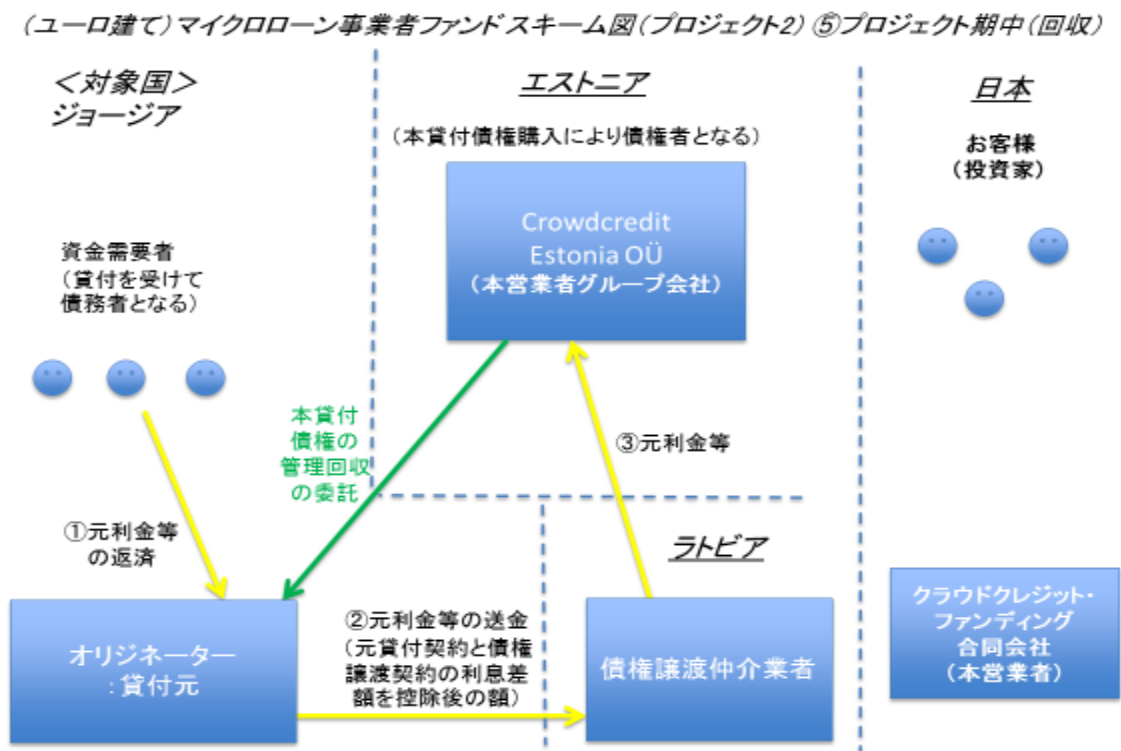 (ユーロ建て)マイクロローン事業者ファンドスキーム図(プロジェクト2) ⑤プロジェクト期中(回収)
＜対象国＞
ジョージア
資金需要者
(貸付を受けて
債務者となる)
①元利金等
の返済
オリジネーター
：貸付元
本貸付
債権の
管理回収
の委託
②元利金等の送金
(元貸付契約と債権
譲渡契約の利息差
額を控除後の額)
エストニア
(本貸付債権購入により債権者となる)
Crowdcredit
Estonia OÜ
(本営業者グループ会社)
③元利金等
ラトビア
債権譲渡仲介業者
日本
お客様
(投資家)
クラウドクレジット・
ファンディング
合同会社
(本営業者)